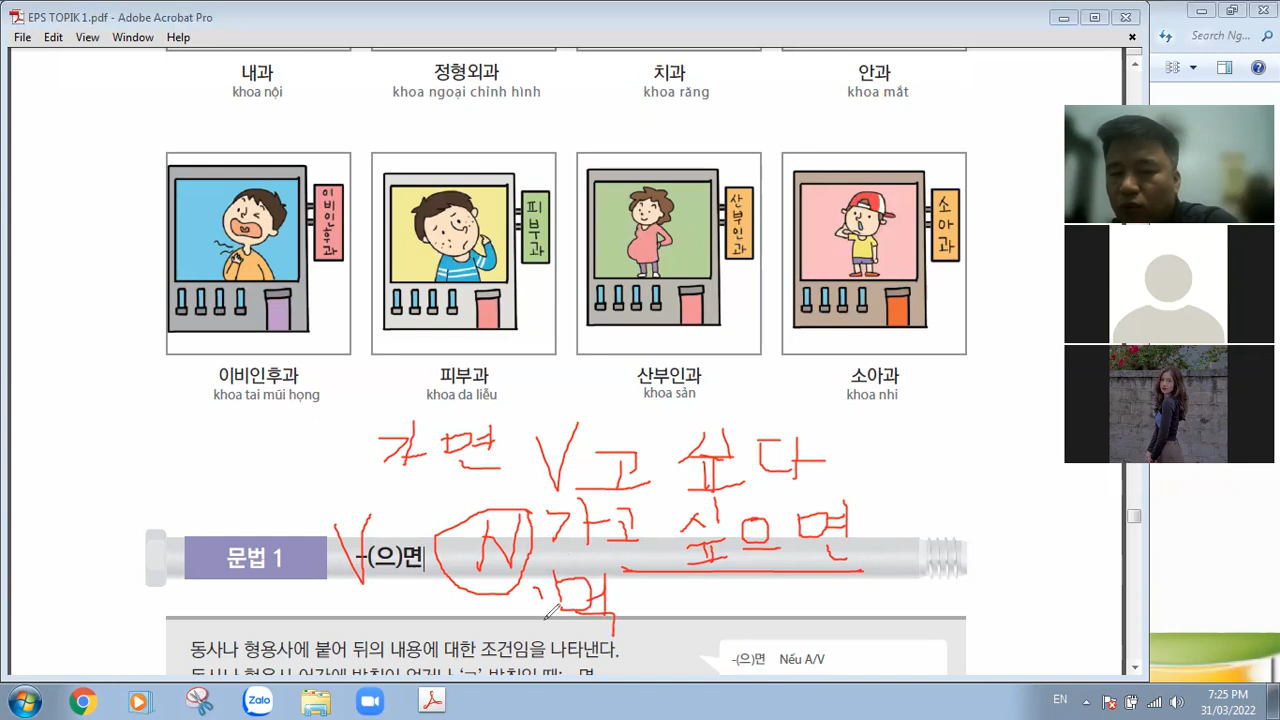 EPS TOPIK 1.pdf - Adobe Acrobat Pro
Search Ng...
File Edit View Window Help
내과 정형외과 치과 안과
khoa nội khoa ngoại chỉnh hình khoa răng khoa mắt
이비인후과 피부과 산부인과 소아과
이비인후과 피부과 산부인과 소아과
khoa tai mũi họng khoa da liễu khoa sản khoa nhi
가면 V고 싶다
가고 싶으면
문법 1 V -(으)면 N
동사나 형용사에 붙어 뒤의 내용에 대한 조건임을 나타낸다.
-(으)면 Nếu A/V
Zalo
EN
7:25 PM
31/03/2022